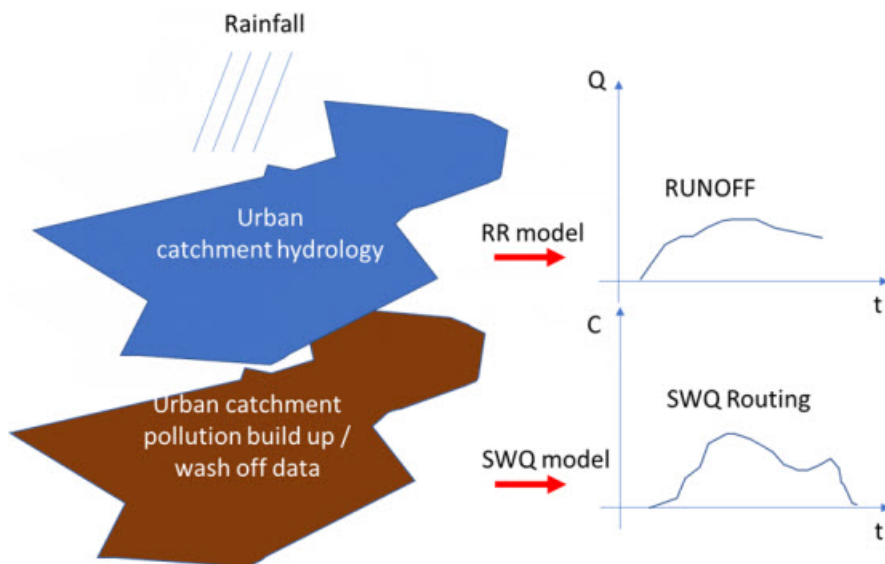 Rainfall
Urban
catchment hydrology
RR model
Q
RUNOFF
t
Urban catchment
pollution build up /
wash off data
SWQ model
C
SWQ Routing
t